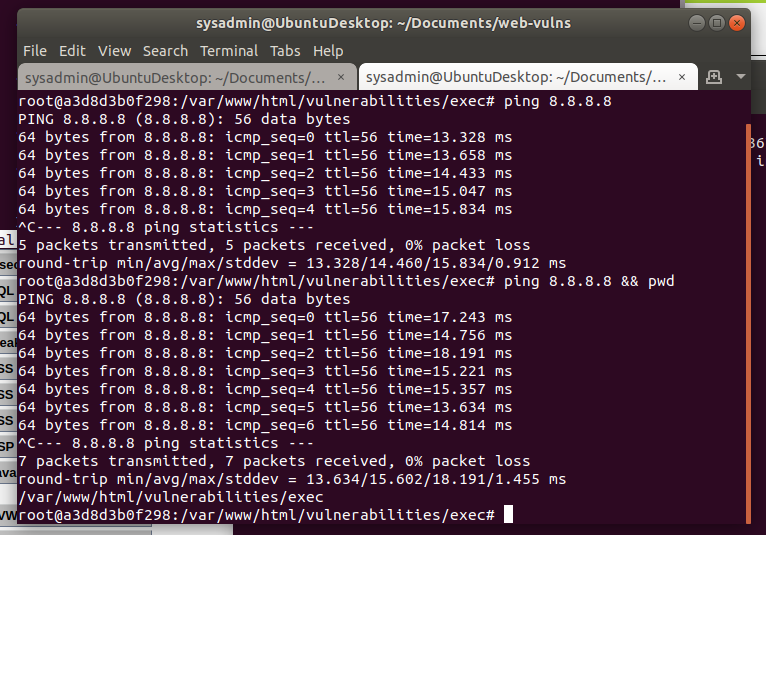 sysadmin@UbuntuDesktop: ~/Documents/web-vulns
File Edit View Search Terminal Tabs Help
sysadmin@UbuntuDesktop: ~/Documents/... × sysadmin@UbuntuDesktop: ~/Documents/... ×
root@a3d8d3b0f298:/var/www/html/vulnerabilities/exec# ping 8.8.8.8
PING 8.8.8.8 (8.8.8.8): 56 data bytes
64 bytes from 8.8.8.8: icmp_seq=0 ttl=56 time=13.328 ms
64 bytes from 8.8.8.8: icmp_seq=1 ttl=56 time=13.658 ms
64 bytes from 8.8.8.8: icmp_seq=2 ttl=56 time=14.433 ms
64 bytes from 8.8.8.8: icmp_seq=3 ttl=56 time=15.047 ms
64 bytes from 8.8.8.8: icmp_seq=4 ttl=56 time=15.834 ms
^C--- 8.8.8.8 ping statistics ---
5 packets transmitted, 5 packets received, 0% packet loss
round-trip min/avg/max/stddev = 13.328/14.460/15.834/0.912 ms
root@a3d8d3b0f298:/var/www/html/vulnerabilities/exec# ping 8.8.8.8 && pwd
PING 8.8.8.8 (8.8.8.8): 56 data bytes
64 bytes from 8.8.8.8: icmp_seq=0 ttl=56 time=17.243 ms
64 bytes from 8.8.8.8: icmp_seq=1 ttl=56 time=14.756 ms
64 bytes from 8.8.8.8: icmp_seq=2 ttl=56 time=18.191 ms
64 bytes from 8.8.8.8: icmp_seq=3 ttl=56 time=15.221 ms
64 bytes from 8.8.8.8: icmp_seq=4 ttl=56 time=15.357 ms
64 bytes from 8.8.8.8: icmp_seq=5 ttl=56 time=13.634 ms
64 bytes from 8.8.8.8: icmp_seq=6 ttl=56 time=14.814 ms
^C--- 8.8.8.8 ping statistics ---
7 packets transmitted, 7 packets received, 0% packet loss
round-trip min/avg/max/stddev = 13.634/15.602/18.191/1.455 ms
/var/www/html/vulnerabilities/exec
root@a3d8d3b0f298:/var/www/html/vulnerabilities/exec#